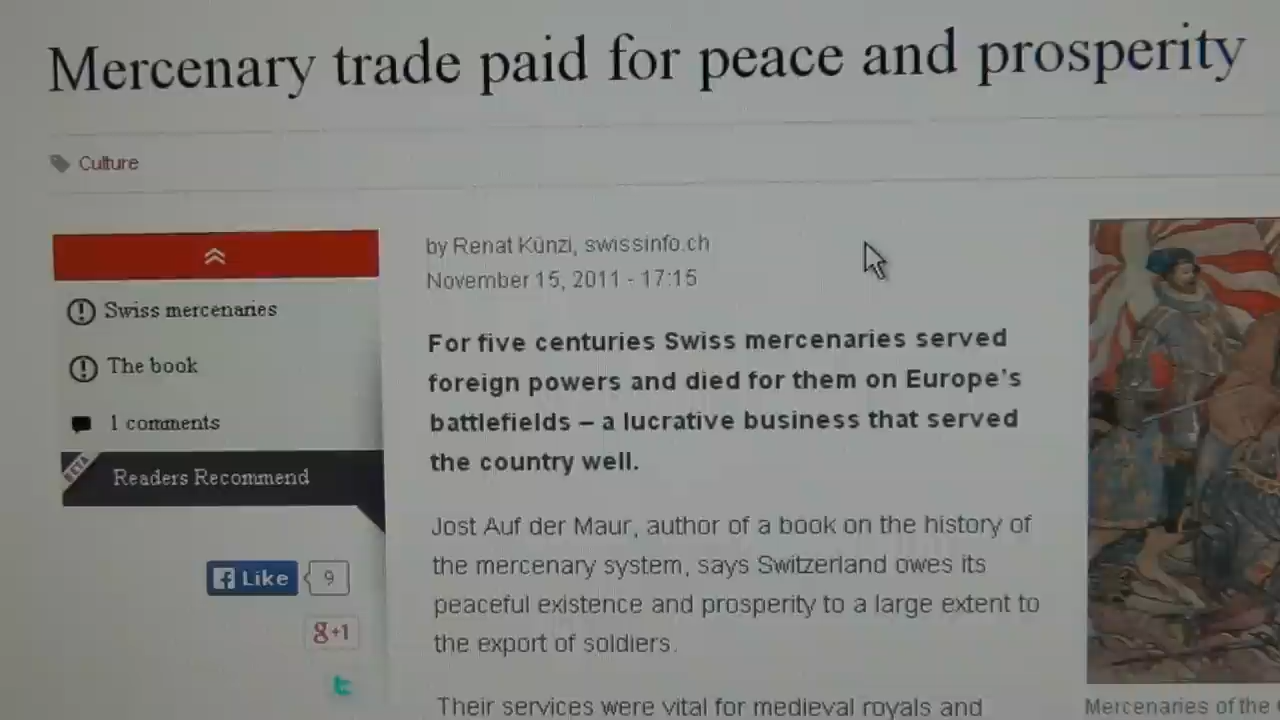 Mercenary trade paid for peace and prosperity
Culture
Swiss mercenaries
The book
1 comments
BETA
Readers Recommend
Like 9
g+1
by Renat Künzi, swissinfo.ch
November 15, 2011 - 17:15
For five centuries Swiss mercenaries served
foreign powers and died for them on Europe's
battlefields – a lucrative business that served
the country well.
Jost Auf der Maur, author of a book on the history of
the mercenary system, says Switzerland owes its
peaceful existence and prosperity to a large extent to
the export of soldiers.
Their services were vital for medieval royals and
Mercenaries of the